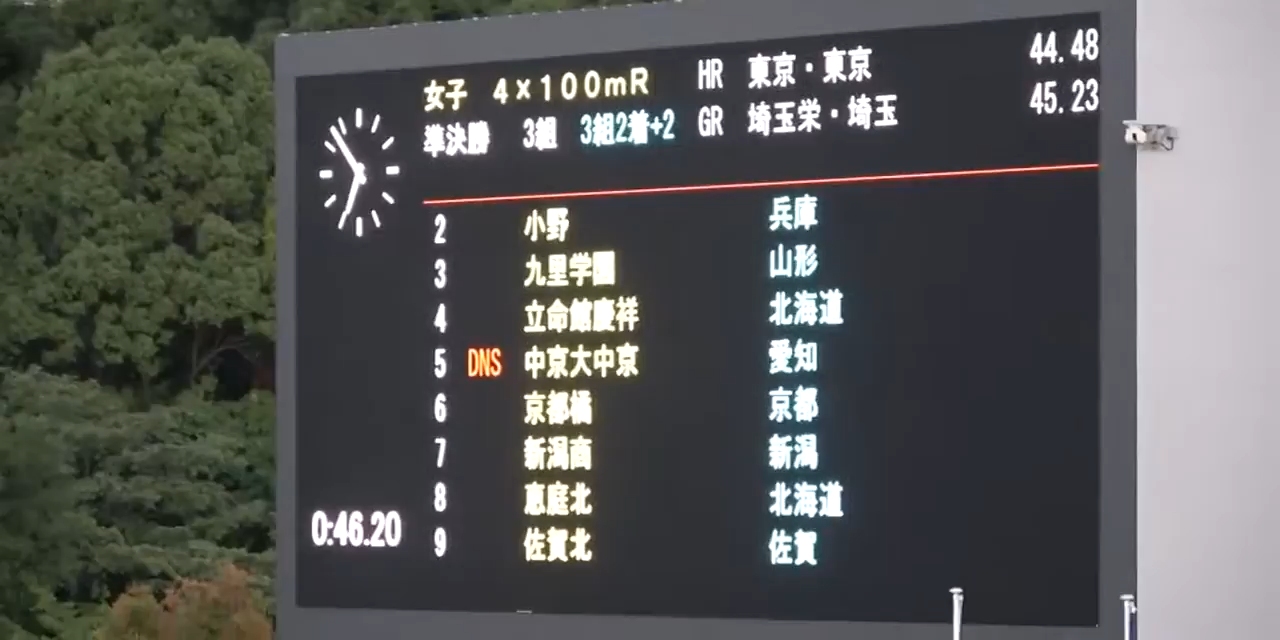 女子 4×100mR HR 東京・東京 44.48
準決勝 3組 3組2着+2 GR 埼玉栄・埼玉 45.23
2 小野 兵庫
3 九里学園 山形
4 立命館慶祥 北海道
5 DNS 中京大中京 愛知
6 京都橘 京都
7 新潟商 新潟
8 恵庭北 北海道
9 佐賀北 佐賀
0:46.20